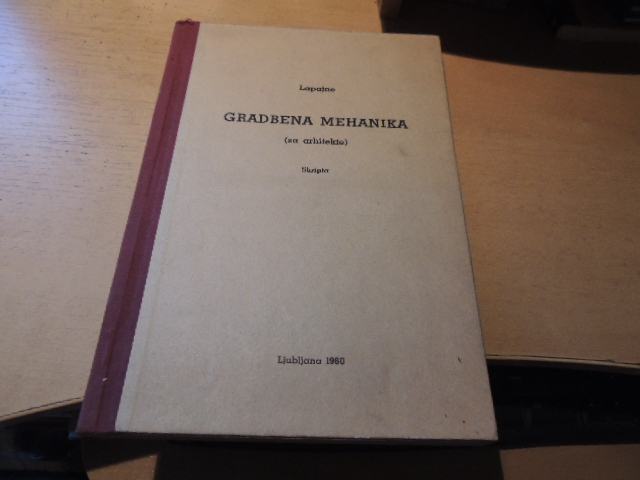 Lapajne
GRADBENA MEHANIKA
(za arhitekte)
Skripta
Ljubljana 1960